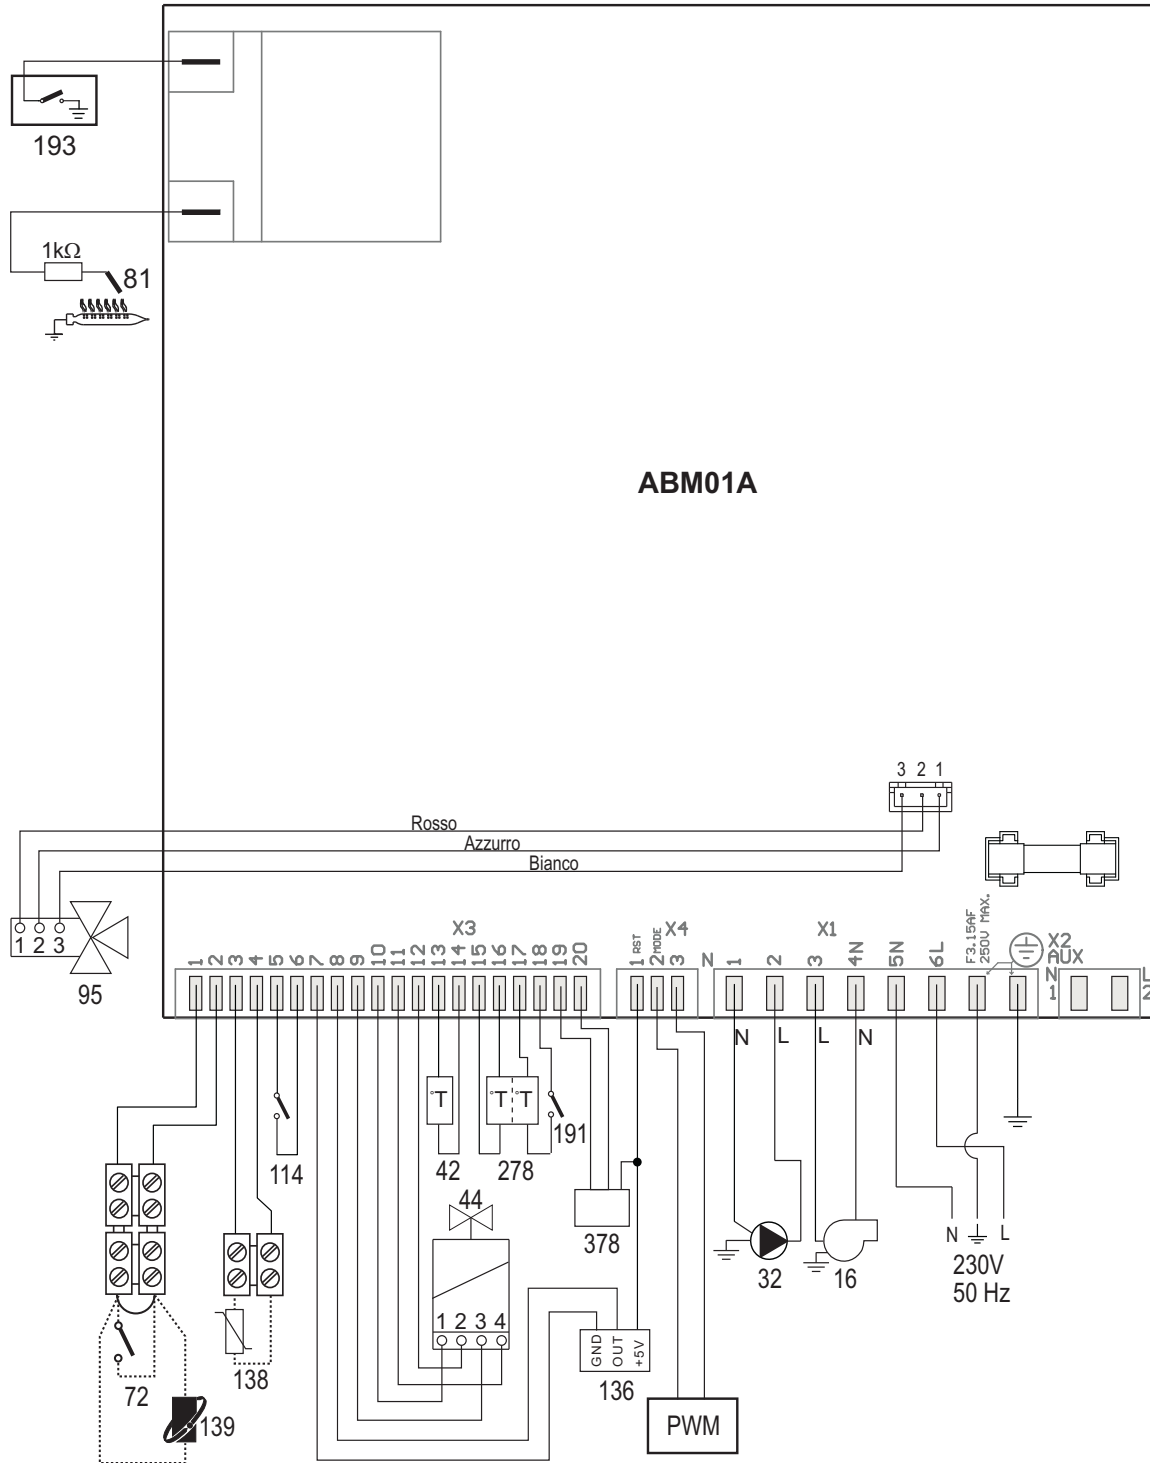 193
1kΩ
81
ABM01A
3 2 1
Rosso
Azzurro
Bianco
1 2 3
95
X3
1 2 3 4 5 6 7 8 9 10 11 12 13 14 15 16 17 18 19 20
X4
1 RST
2 MODE
3
N
X1
1 2 3 4N 5N 6L
F3.15AF
250V MAX.
X2
AUX
N
1
L
2
N L L N
°T
°T °T
191
114
42
278
44
378
32
16
N L
230V
50 Hz
1 2 3 4
GND
OUT
+5V
72
138
136
139
PWM